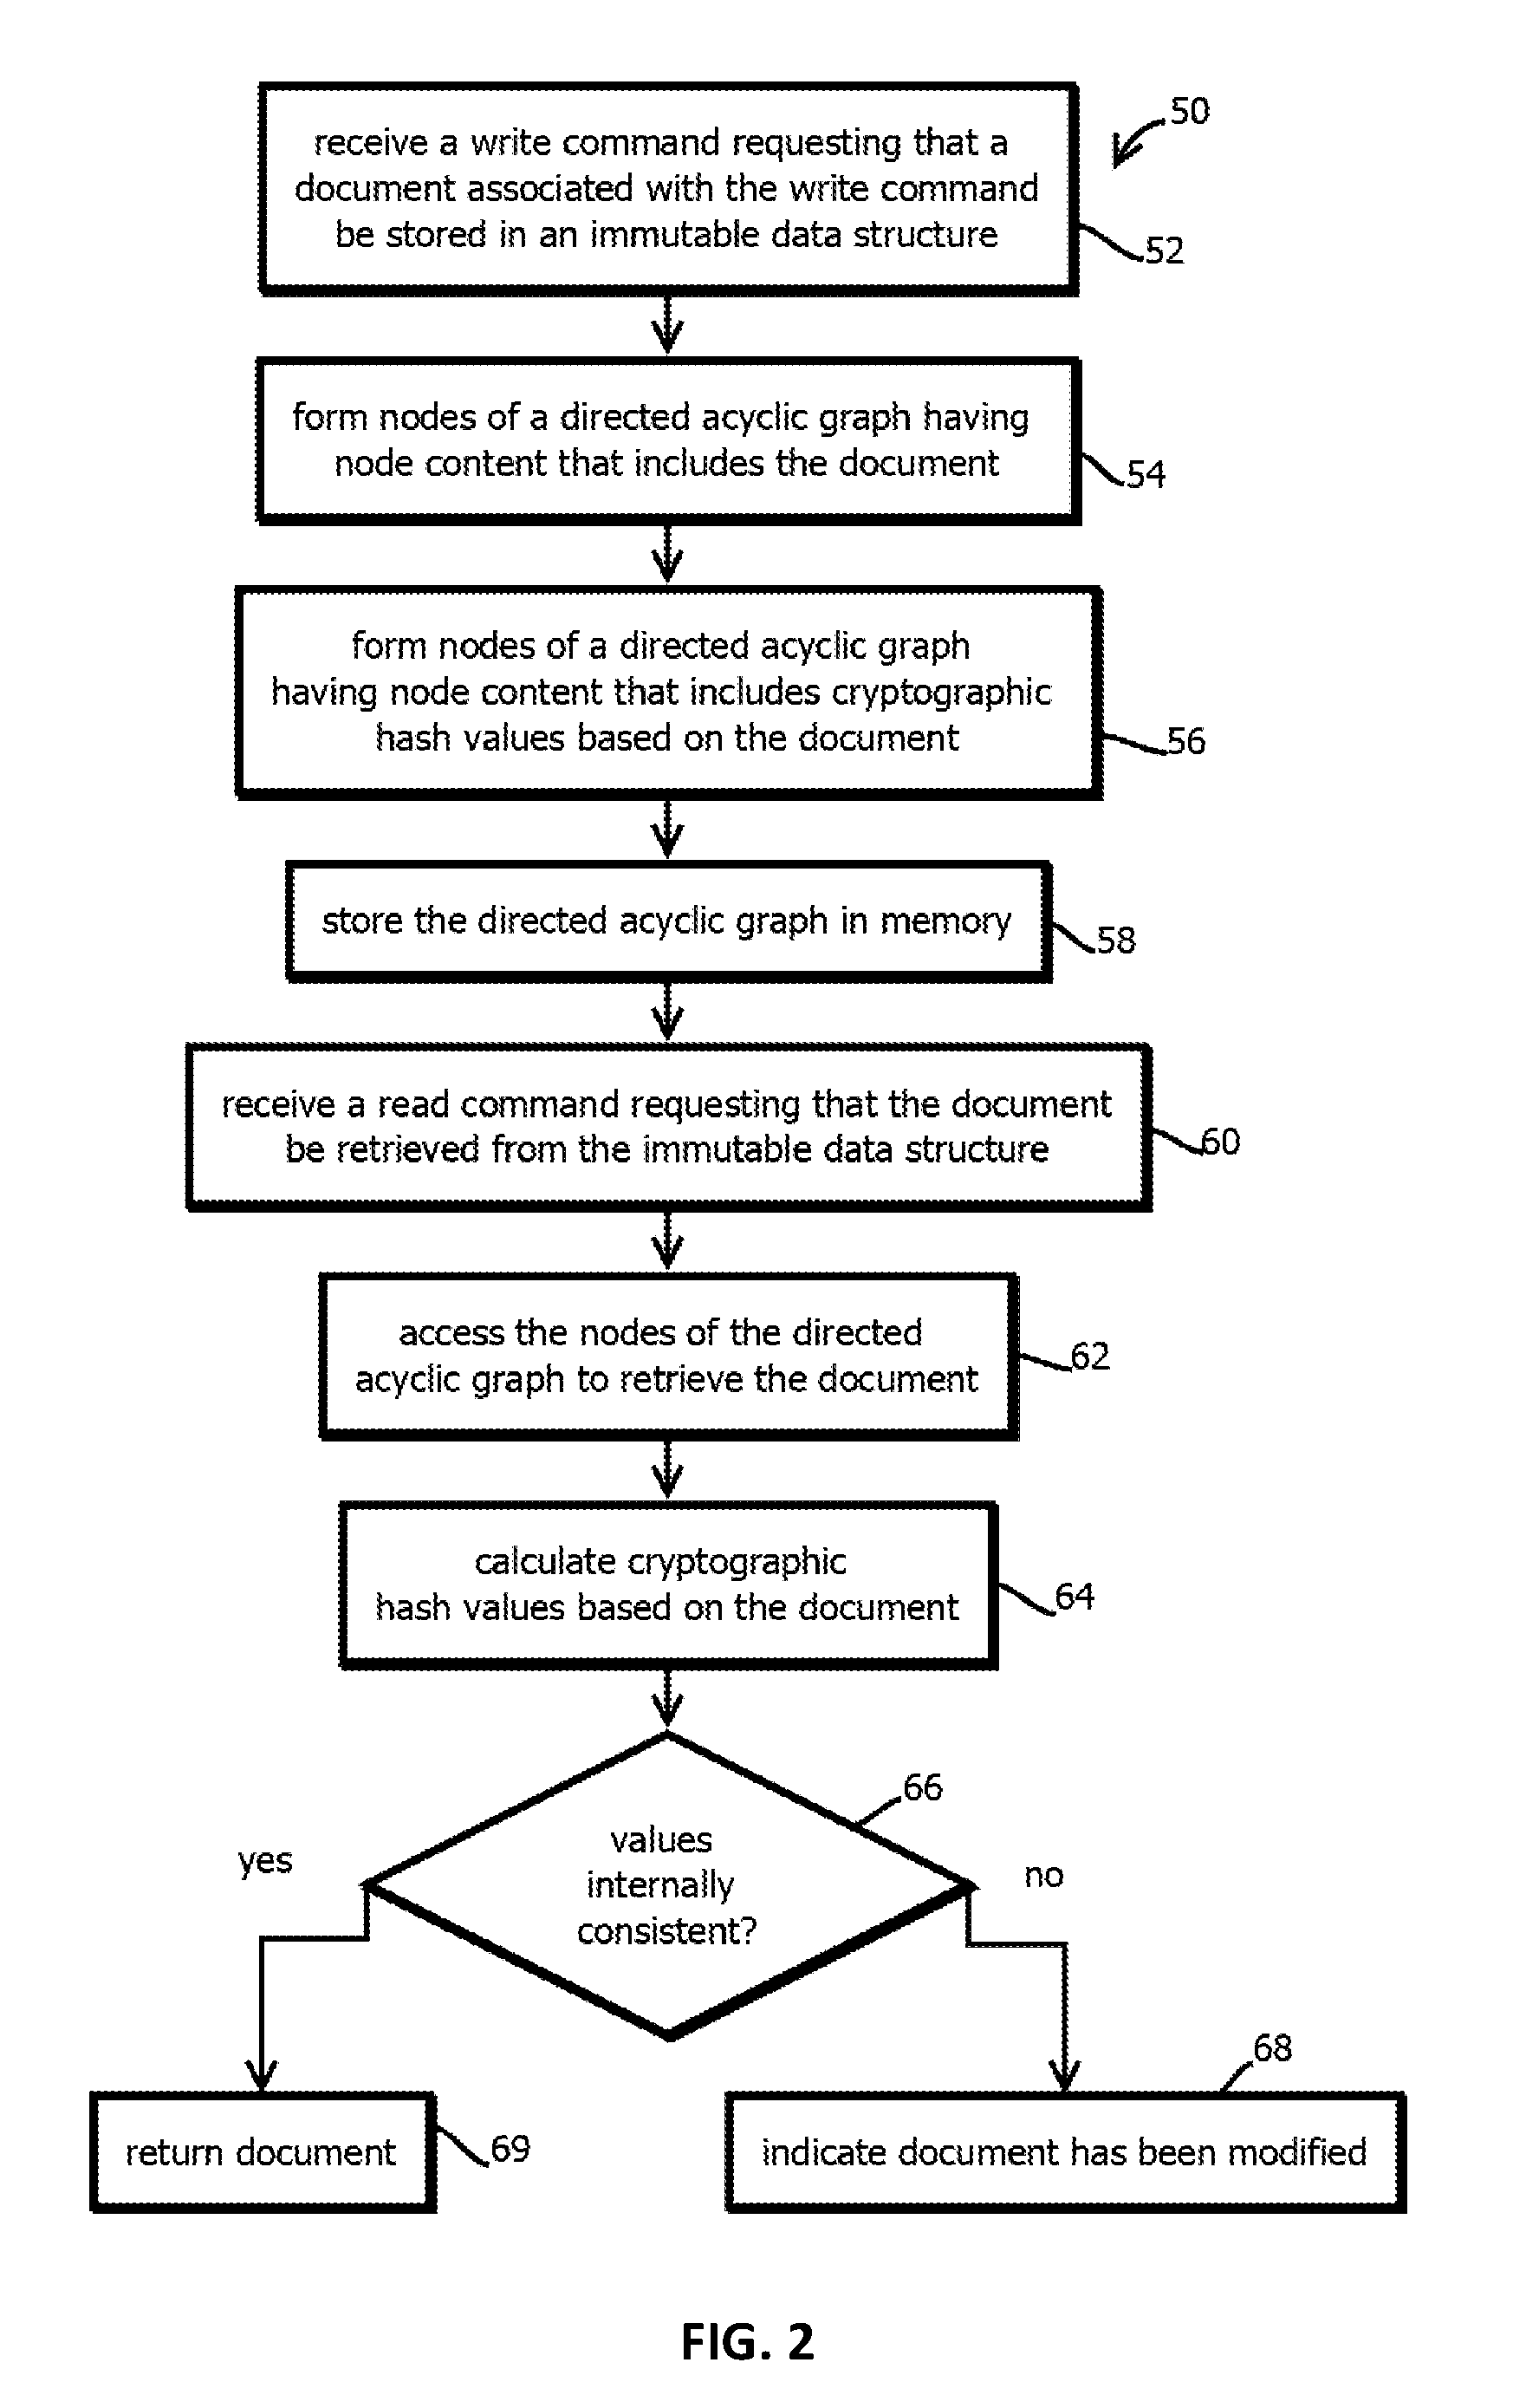 50
receive a write command requesting that a
document associated with the write command
be stored in an immutable data structure
52
form nodes of a directed acyclic graph having
node content that includes the document
54
form nodes of a directed acyclic graph
having node content that includes cryptographic
hash values based on the document
56
store the directed acyclic graph in memory
58
receive a read command requesting that the document
be retrieved from the immutable data structure
60
access the nodes of the directed
acyclic graph to retrieve the document
62
calculate cryptographic
hash values based on the document
64
66
values
internally
consistent?
yes
no
68
return document
69
indicate document has been modified
FIG. 2